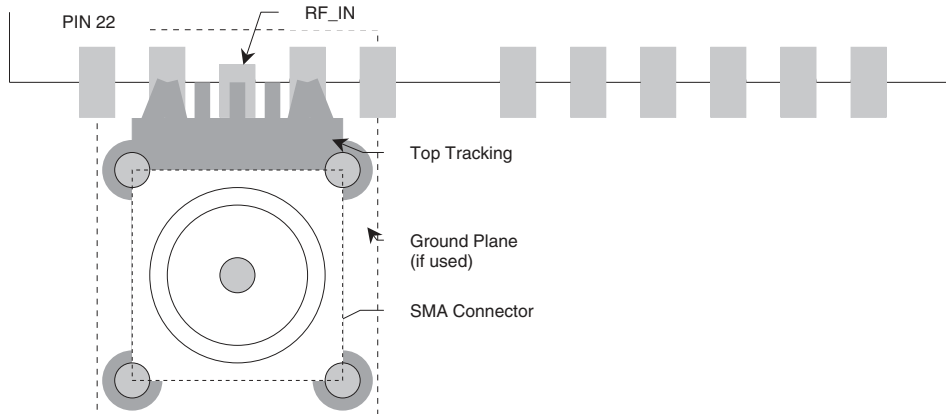 PIN 22
RF_IN
Top Tracking
Ground Plane
(if used)
SMA Connector